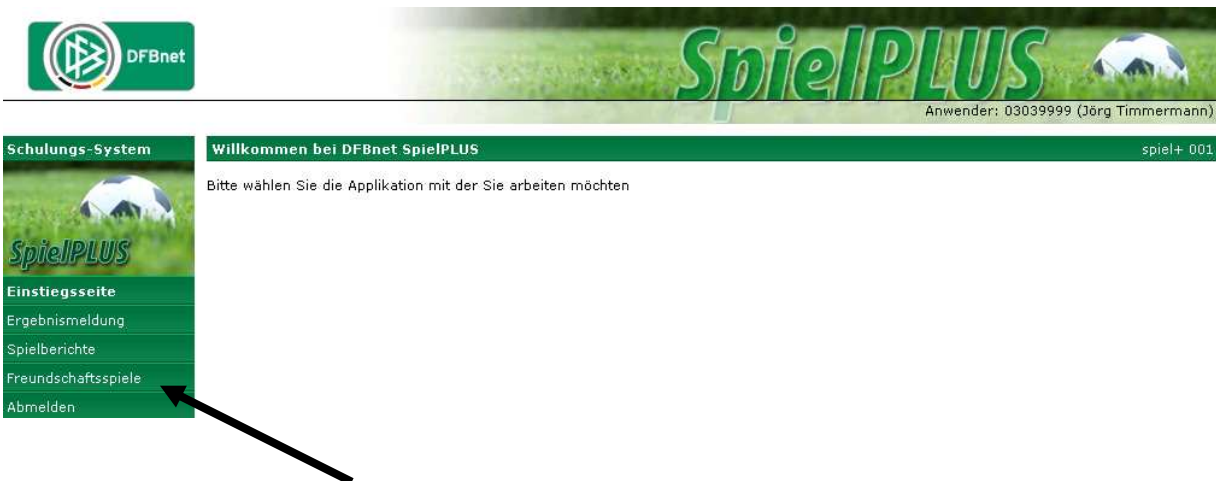 DFBnet
SpielPLUS
Anwender: 03039999 (Jörg Timmermann)
Schulungs-System
Willkommen bei DFBnet SpielPLUS
spiel+ 001
Bitte wählen Sie die Applikation mit der Sie arbeiten möchten
SpielPLUS
Einstiegsseite
Ergebnismeldung
Spielberichte
Freundschaftsspiele
Abmelden